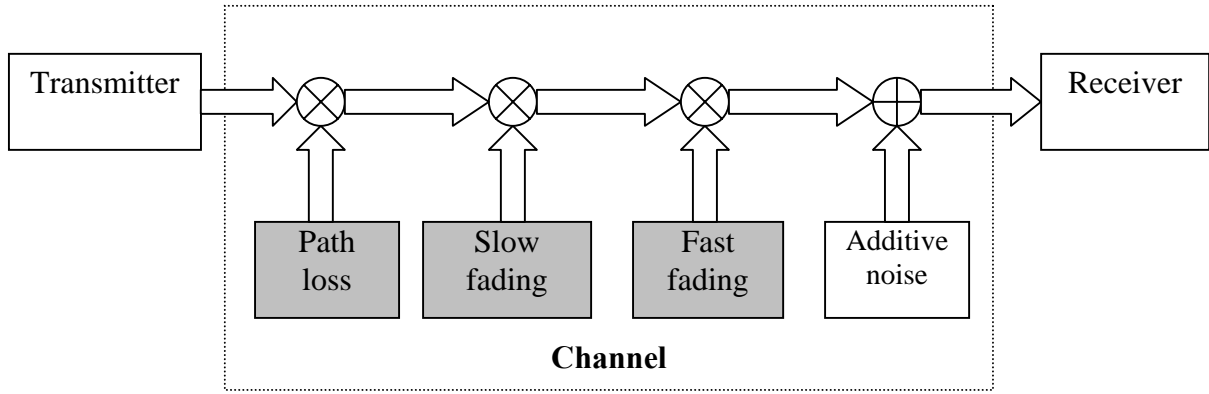 Transmitter
Receiver
Path
loss
Slow
fading
Fast
fading
Additive
noise
Channel